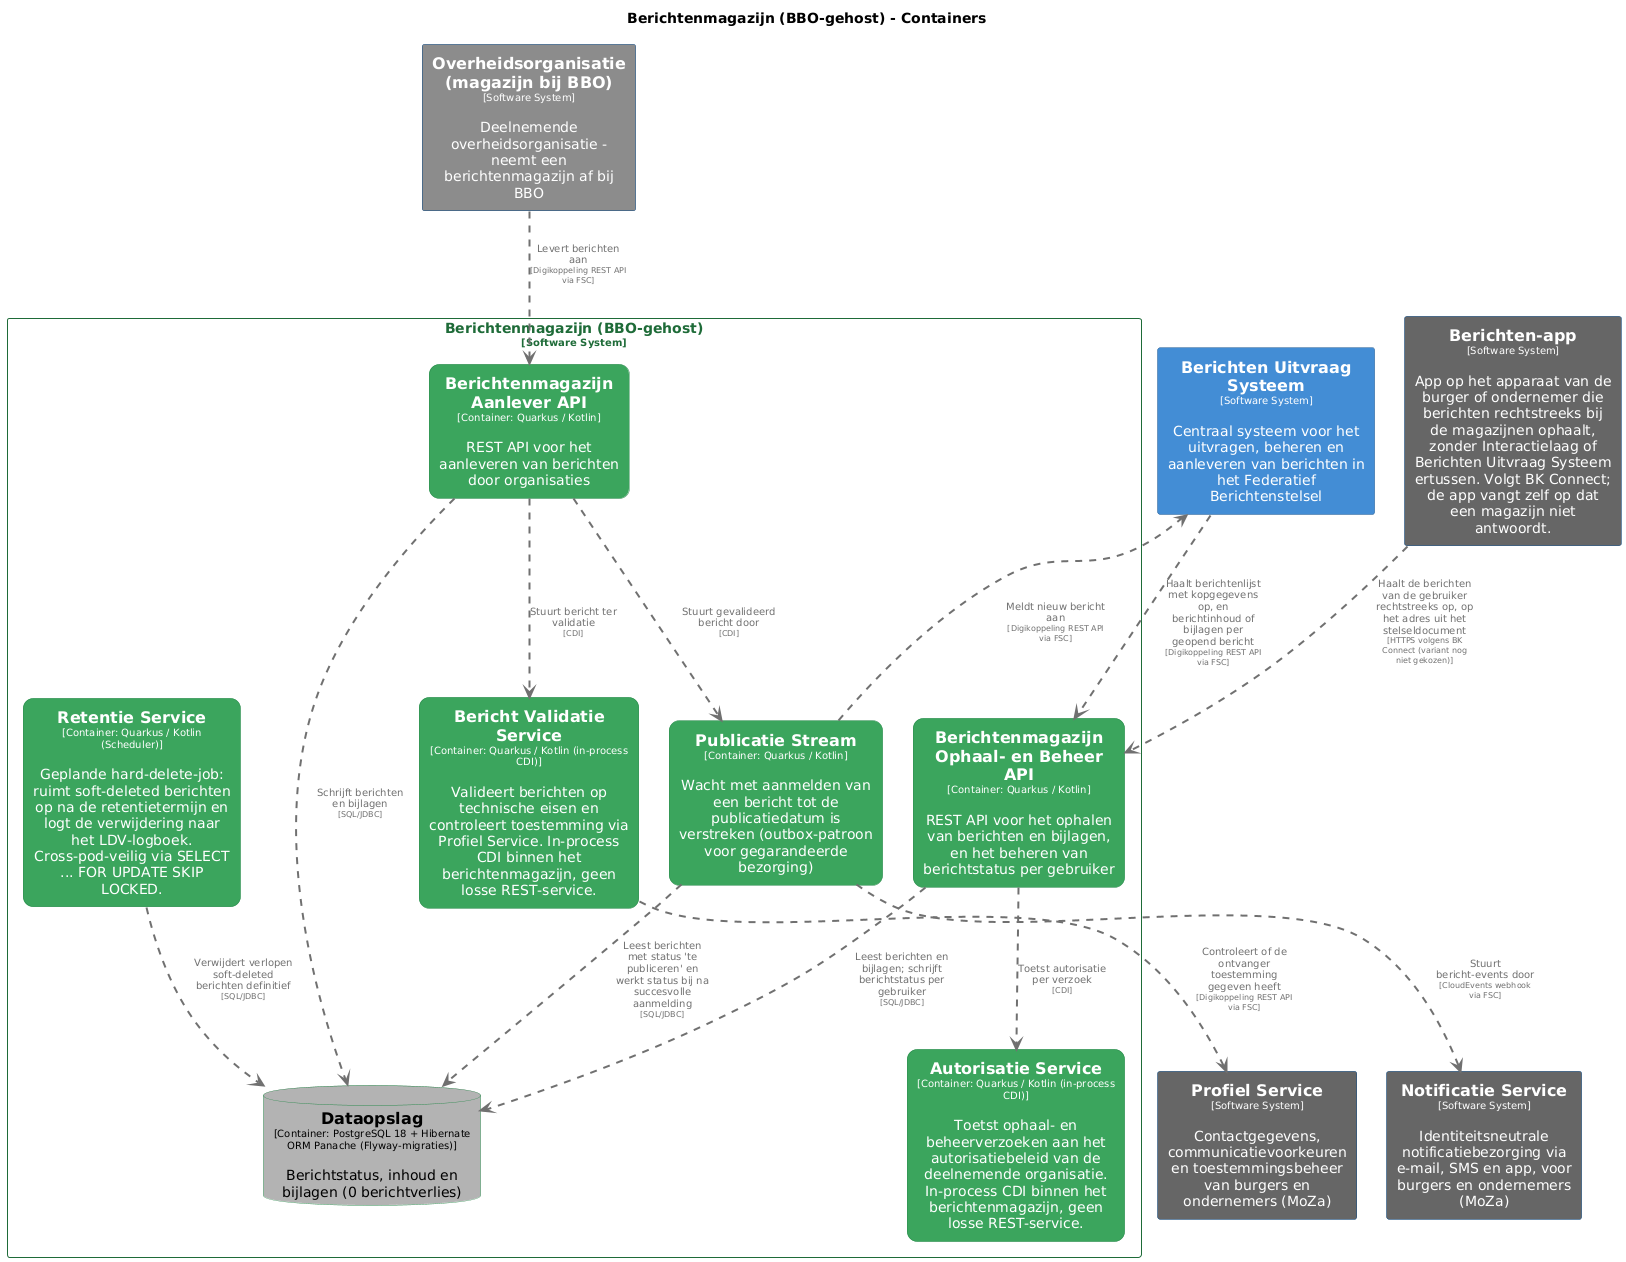 Berichtenmagazijn (BBO-gehost) - Containers
Overheidsorganisatie
(magazijn bij BBO)
[Software System]
Deelnemende
overheidsorganisatie -
neemt een
berichtenmagazijn af bij
BBO
Levert berichten
aan
[Digikoppeling REST API
via FSC]
Berichtenmagazijn (BBO-gehost)
[Software System]
Berichtenmagazijn
Aanlever API
[Container: Quarkus / Kotlin]
REST API voor het
aanleveren van berichten
door organisaties
Berichten Uitvraag
Systeem
[Software System]
Centraal systeem voor het
uitvragen, beheren en
aanleveren van berichten in
het Federatief
Berichtenstelsel
Berichten-app
[Software System]
App op het apparaat van de
burger of ondernemer die
berichten rechtstreeks bij
de magazijnen ophaalt,
zonder Interactielaag of
Berichten Uitvraag Systeem
ertussen. Volgt BK Connect;
de app vangt zelf op dat
een magazijn niet
antwoordt.
Stuurt bericht ter
validatie
[CDI]
Stuurt gevalideerd
bericht door
[CDI]
Meldt nieuw bericht
aan
[Digikoppeling REST API
via FSC]
Haalt berichtenlijst
met kopgegevens
op, en
berichtinhoud of
bijlagen per
geopend bericht
[Digikoppeling REST API
via FSC]
Haalt de berichten
van de gebruiker
rechtstreeks op, op
het adres uit het
stelseldocument
[HTTPS volgens BK
Connect (variant nog
niet gekozen)]
Retentie Service
[Container: Quarkus / Kotlin
(Scheduler)]
Geplande hard-delete-job:
ruimt soft-deleted berichten
op na de retentietermijn en
logt de verwijdering naar
het LDV-logboek.
Cross-pod-veilig via SELECT
... FOR UPDATE SKIP
LOCKED.
Schrijft berichten
en bijlagen
[SQL/JDBC]
Bericht Validatie
Service
[Container: Quarkus / Kotlin (in-process
CDI)]
Valideert berichten op
technische eisen en
controleert toestemming via
Profiel Service. In-process
CDI binnen het
berichtenmagazijn, geen
losse REST-service.
Publicatie Stream
[Container: Quarkus / Kotlin]
Wacht met aanmelden van
een bericht tot de
publicatiedatum is
verstreken (outbox-patroon
voor gegarandeerde
bezorging)
Berichtenmagazijn
Ophaal- en Beheer
API
[Container: Quarkus / Kotlin]
REST API voor het ophalen
van berichten en bijlagen,
en het beheren van
berichtstatus per gebruiker
Verwijdert verlopen
soft-deleted
berichten definitief
[SQL/JDBC]
Leest berichten
met status 'te
publiceren' en
werkt status bij na
succesvolle
aanmelding
[SQL/JDBC]
Leest berichten en
bijlagen; schrijft
berichtstatus per
gebruiker
[SQL/JDBC]
Toetst autorisatie
per verzoek
[CDI]
Controleert of de
ontvanger
toestemming
gegeven heeft
[Digikoppeling REST API
via FSC]
Stuurt
bericht-events door
[CloudEvents webhook
via FSC]
Dataopslag
[Container: PostgreSQL 18 + Hibernate
ORM Panache (Flyway-migraties)]
Berichtstatus, inhoud en
bijlagen (0 berichtverlies)
Autorisatie Service
[Container: Quarkus / Kotlin (in-process
CDI)]
Toetst ophaal- en
beheerverzoeken aan het
autorisatiebeleid van de
deelnemende organisatie.
In-process CDI binnen het
berichtenmagazijn, geen
losse REST-service.
Profiel Service
[Software System]
Contactgegevens,
communicatievoorkeuren
en toestemmingsbeheer
van burgers en
ondernemers (MoZa)
Notificatie Service
[Software System]
Identiteitsneutrale
notificatiebezorging via
e-mail, SMS en app, voor
burgers en ondernemers
(MoZa)